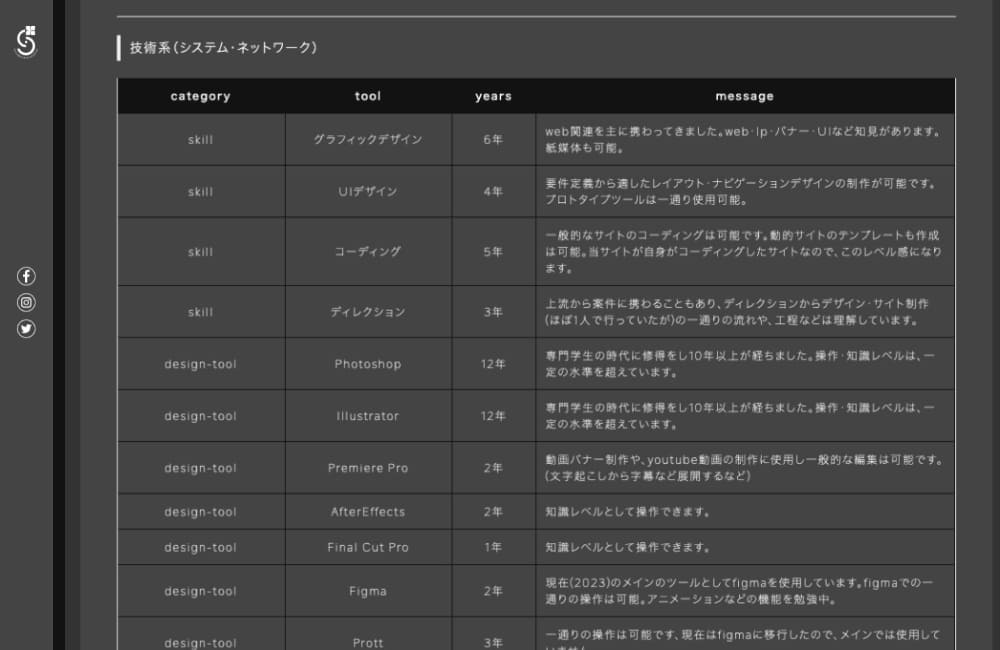 技術系(システム・ネットワーク)
category tool years message
skill グラフィックデザイン 6年 web関連を主に携わってきました。web・lp・バナー・UIなど知見があります。
紙媒体も可能。
skill UIデザイン 4年 要件定義から適したレイアウト・ナビゲーションデザインの制作が可能です。
プロトタイプツールは一通り使用可能。
skill コーディング 5年 一般的なサイトのコーディングは可能です。動的サイトのテンプレートも作成
は可能。当サイトが自身がコーディングしたサイトなので、このレベル感になり
ます。
skill ディレクション 3年 上流から案件に携わることもあり、ディレクションからデザイン・サイト制作
(ほぼ1人で行っていたが)の一通りの流れや、工程などは理解しています。
design-tool Photoshop 12年 専門学生の時代に修得をし10年以上が経ちました。操作・知識レベルは、一
定の水準を超えています。
design-tool Illustrator 12年 専門学生の時代に修得をし10年以上が経ちました。操作・知識レベルは、一
定の水準を超えています。
design-tool Premiere Pro 2年 動画バナー制作や、youtube動画の制作に使用し一般的な編集は可能です。
(文字起こしから字幕など展開するなど)
design-tool AfterEffects 2年 知識レベルとして操作できます。
design-tool Final Cut Pro 1年 知識レベルとして操作できます。
design-tool Figma 2年 現在(2023)のメインのツールとしてfigmaを使用しています。figmaでの一
通りの操作は可能。アニメーションなどの機能を勉強中。
design-tool Prott 3年 一通りの操作は可能です、現在はfigmaに移行したので、メインでは使用して